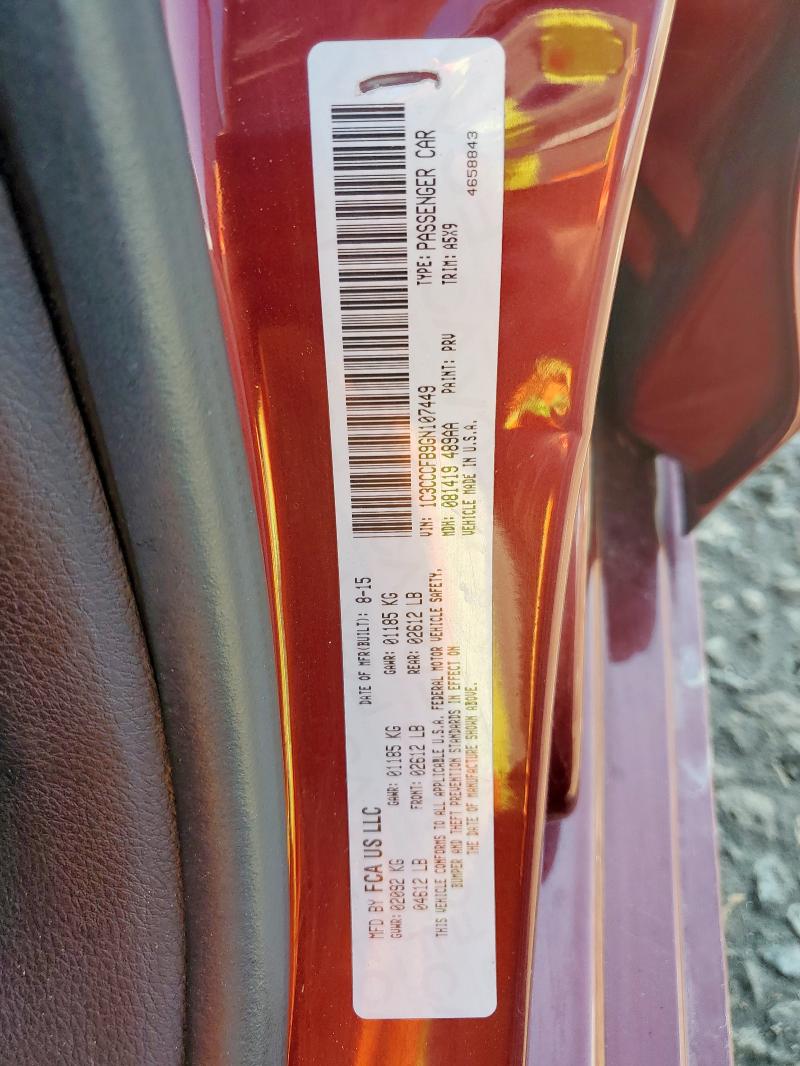 MFD BY FCA US LLC
DATE OF MFR(BUILT): 8-15
GVWR: 02092 KG
GAWR: 01185 KG
GAWR: 01185 KG
04612 LB
FRONT: 02612 LB
REAR: 02612 LB
THIS VEHICLE CONFORMS TO ALL APPLICABLE U.S.A. FEDERAL MOTOR VEHICLE SAFETY,
BUMPER AND THEFT PREVENTION STANDARDS IN EFFECT ON
THE DATE OF MANUFACTURE SHOWN ABOVE.
VIN: 1C3CCCFB9GN107449
TYPE: PASSENGER CAR
MDH: 081419 489AA
PAINT: PRV
TRIM: A5X9
VEHICLE MADE IN U.S.A.
4658843